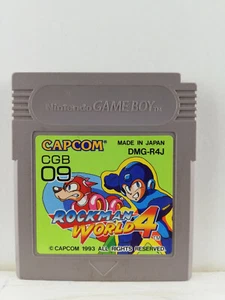 Nintendo GAME BOY
CAPCOM
MADE IN JAPAN
DMG-R4J
CGB
09
ROCKMAN
WORLD 4
© CAPCOM 1993 ALL RIGHTS RESERVED